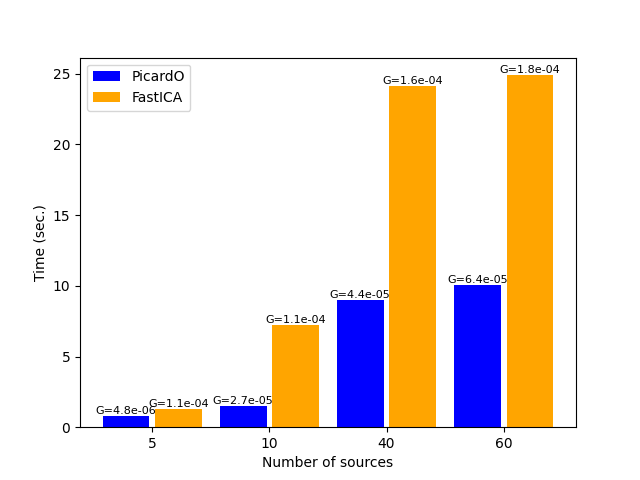 PicardO
FastICA
G=4.8e-06
G=1.1e-04
G=2.7e-05
G=1.1e-04
G=4.4e-05
G=1.6e-04
G=6.4e-05
G=1.8e-04
25
20
15
10
5
0
Time (sec.)
5
10
40
60
Number of sources